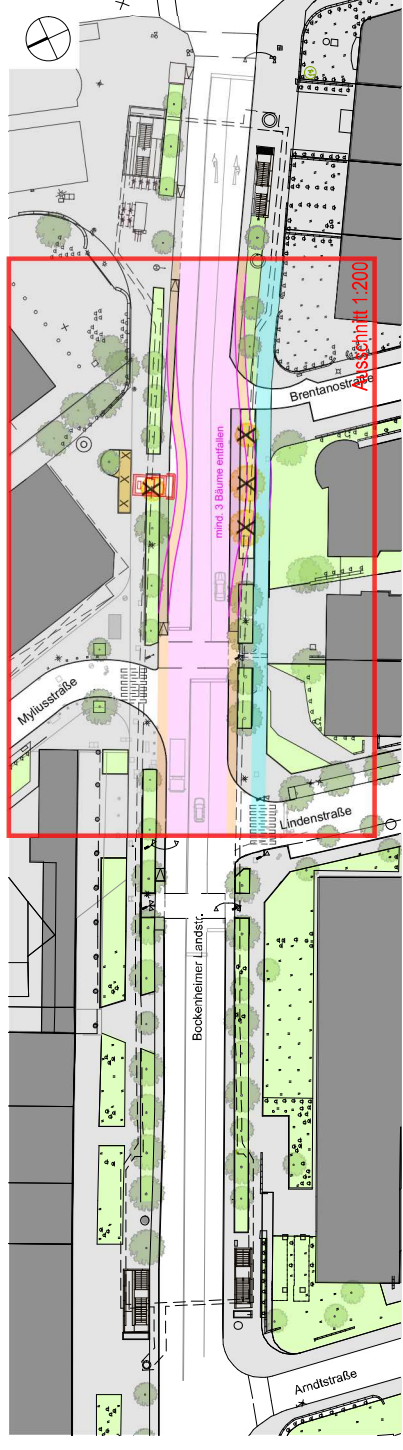 Ausschnitt 1:200
Brentanostraße
mind. 3 Bäume entfallen
Myliusstraße
Lindenstraße
Bockenheimer Landstr.
Arndtstraße